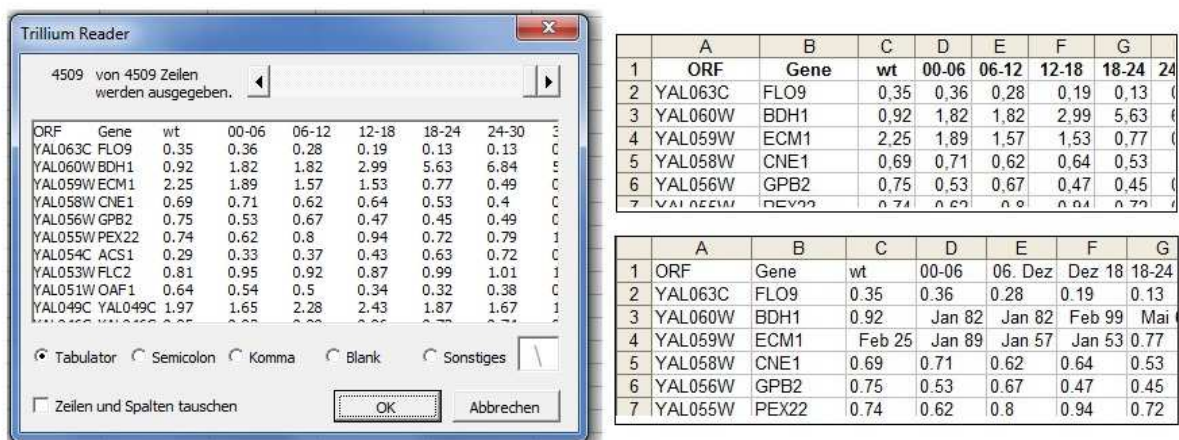 Trillium Reader
4509 von 4509 Zeilen
werden ausgegeben.
ORF Gene wt 00-06 06-12 12-18 18-24 24-30
YAL063C FLO9 0.35 0.36 0.28 0.19 0.13 0.13
YAL060W BDH1 0.92 1.82 1.82 2.99 5.63 6.84
YAL059W ECM1 2.25 1.89 1.57 1.53 0.77 0.49
YAL058W CNE1 0.69 0.71 0.62 0.64 0.53 0.4
YAL056W GPB2 0.75 0.53 0.67 0.47 0.45 0.49
YAL055W PEX22 0.74 0.62 0.8 0.94 0.72 0.79
YAL054C ACS1 0.29 0.33 0.37 0.43 0.63 0.72
YAL053W FLC2 0.81 0.95 0.92 0.87 0.99 1.01
YAL051W OAF1 0.64 0.54 0.5 0.34 0.32 0.38
YAL049C YAL049C 1.97 1.65 2.28 2.43 1.87 1.67
Tabulator Semicolon Komma Blank Sonstiges \
Zeilen und Spalten tauschen
OK Abbrechen
A B C D E F G
1 ORF Gene wt 00-06 06-12 12-18 18-24 24
2 YAL063C FLO9 0,35 0,36 0,28 0,19 0,13
3 YAL060W BDH1 0,92 1,82 1,82 2,99 5,63
4 YAL059W ECM1 2,25 1,89 1,57 1,53 0,77
5 YAL058W CNE1 0,69 0,71 0,62 0,64 0,53
6 YAL056W GPB2 0,75 0,53 0,67 0,47 0,45
A B C D E F G
1 ORF Gene wt 00-06 06. Dez Dez 18 18-24
2 YAL063C FLO9 0.35 0.36 0.28 0.19 0.13
3 YAL060W BDH1 0.92 Jan 82 Jan 82 Feb 99 Mai
4 YAL059W ECM1 Feb 25 Jan 89 Jan 57 Jan 53 0.77
5 YAL058W CNE1 0.69 0.71 0.62 0.64 0.53
6 YAL056W GPB2 0.75 0.53 0.67 0.47 0.45
7 YAL055W PEX22 0.74 0.62 0.8 0.94 0.72